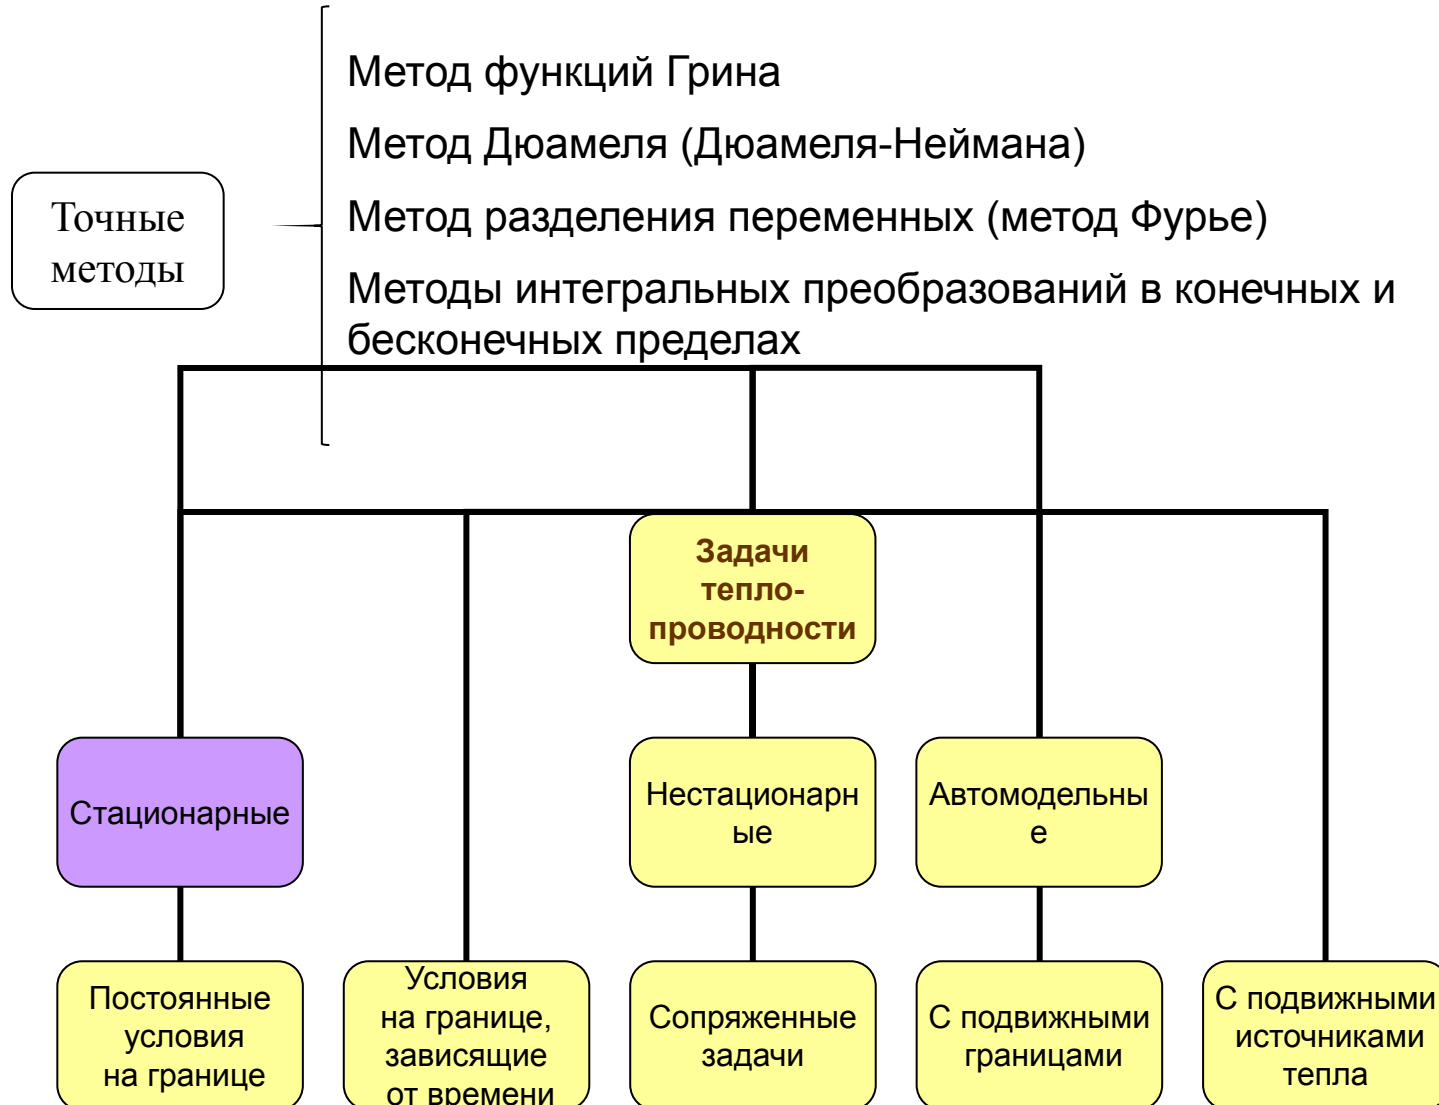 Метод функций Грина
Метод Дюамеля (Дюамеля-Неймана)
Точные
методы
Метод разделения переменных (метод Фурье)
Методы интегральных преобразований в конечных и
бесконечных пределах
Задачи
тепло-
проводности
Стационарные
Нестационарн
ые
Автомодельны
е
Постоянные
условия
на границе
Условия
на границе,
зависящие
от времени
Сопряженные
задачи
С подвижными
границами
С подвижными
источниками
тепла